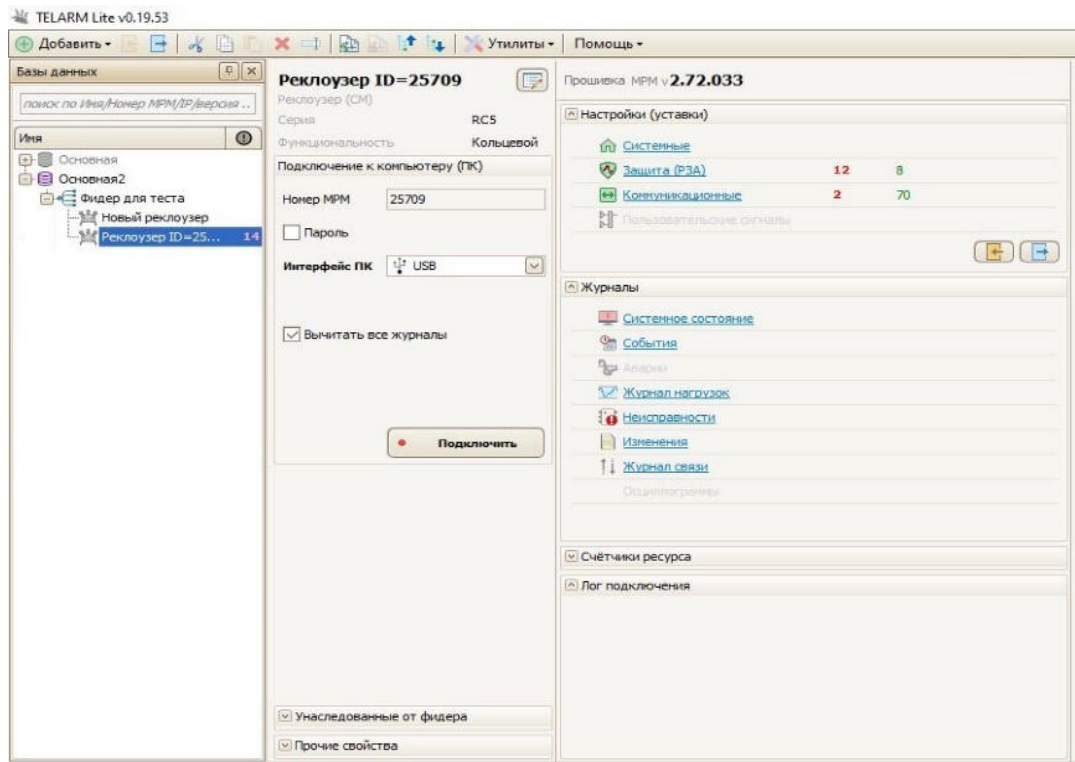 TELARM Lite v0.19.53
Добавить Утилиты Помощь
Базы данных
поиск по Имя/Номер МРМ/IP/версия ..
Имя
Основная
Основная2
Фидер для теста
Новый реклоузер
Реклоузер ID=25... 14
Реклоузер ID=25709
Реклоузер (СМ)
Серия RC5
Функциональность Кольцевой
Подключение к компьютеру (ПК)
Номер МРМ 25709
Пароль
Интерфейс ПК USB
Вычитать все журналы
Подключить
Унаследованные от фидера
Прочие свойства
Прошивка МРМ v 2.72.033
Настройки (уставки)
Системные
Защита (РЗА) 12 8
Коммуникационные 2 70
Пользовательские сигналы
Журналы
Системное состояние
События
Аварии
Журнал нагрузок
Неисправности
Изменения
Журнал связи
Осциллограммы
Счётчики ресурса
Лог подключения